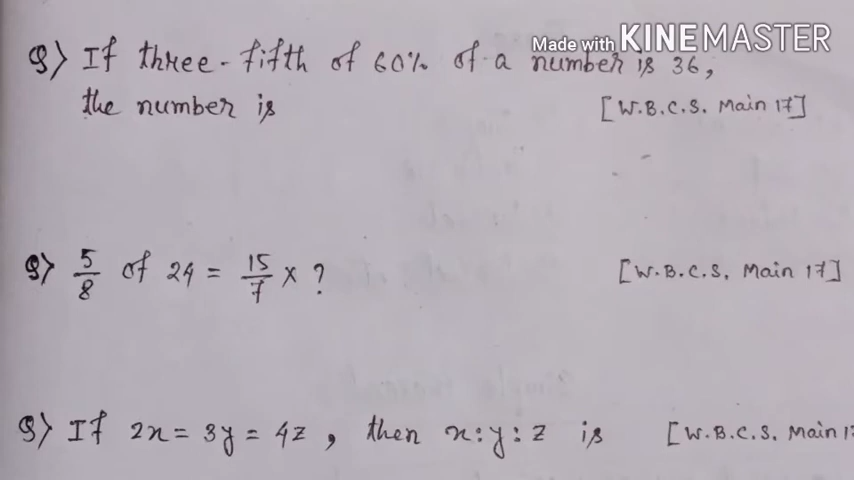 Made with KINEMASTER
Q) If three-fifth of 60% of a number is 36,
the number is [W.B.C.S. Main 17]
Q) 5/8 of 24 = 15/7 × ? [W.B.C.S. Main 17]
Q) If 2x = 3y = 4z, then x:y:z is [W.B.C.S. Main 17